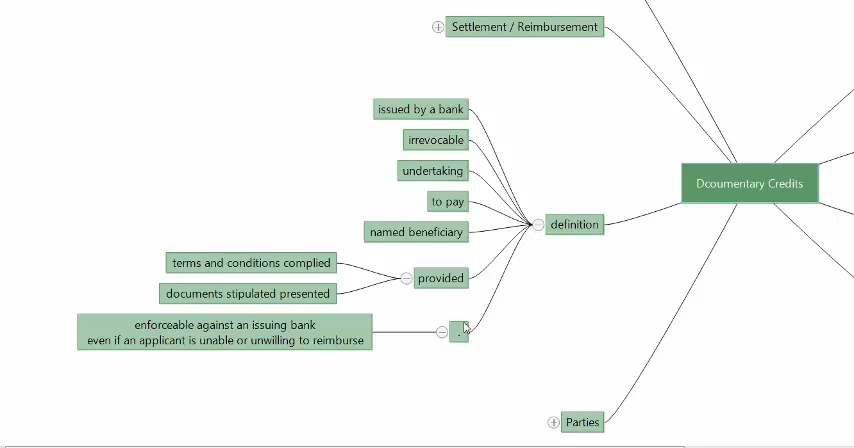 Settlement / Reimbursement
issued by a bank
irrevocable
undertaking
to pay
named beneficiary
definition
Dcoumentary Credits
terms and conditions complied
documents stipulated presented
provided
enforceable against an issuing bank
even if an applicant is unable or unwilling to reimburse
.
Parties